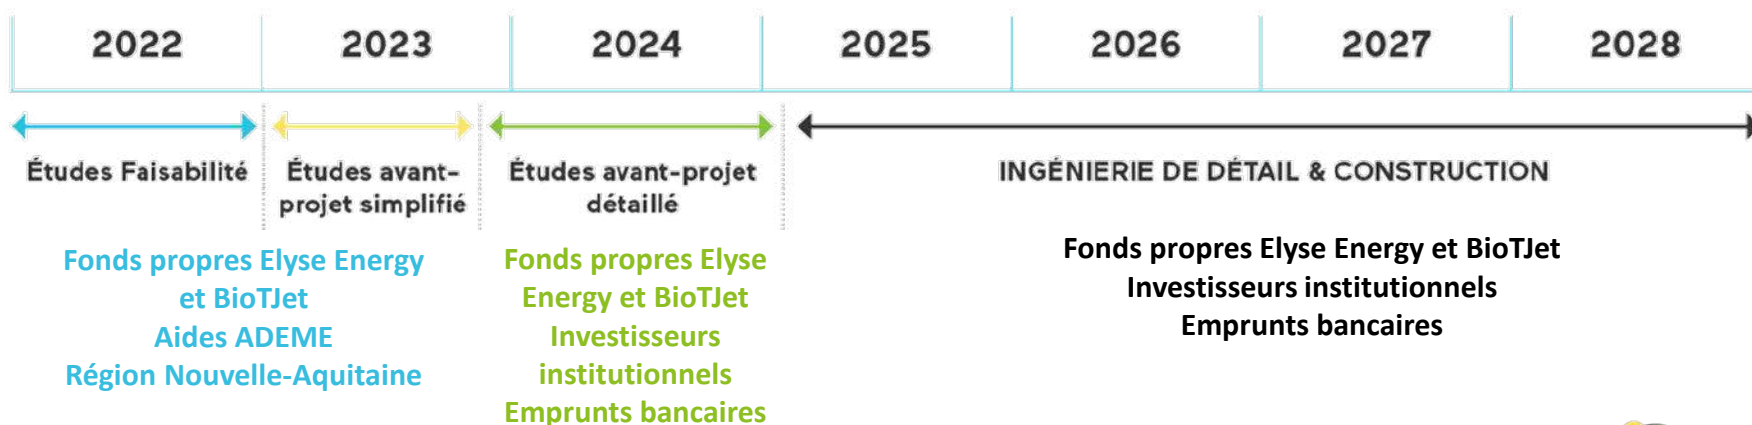 2022 2023 2024 2025 2026 2027 2028
Études Faisabilité
Études avant-
projet simplifié
Études avant-projet
détaillé
INGÉNIERIE DE DÉTAIL & CONSTRUCTION
Fonds propres Elyse Energy
et BioTJet
Aides ADEME
Région Nouvelle-Aquitaine
Fonds propres Elyse
Energy et BioTJet
Investisseurs
institutionnels
Emprunts bancaires
Fonds propres Elyse Energy et BioTJet
Investisseurs institutionnels
Emprunts bancaires